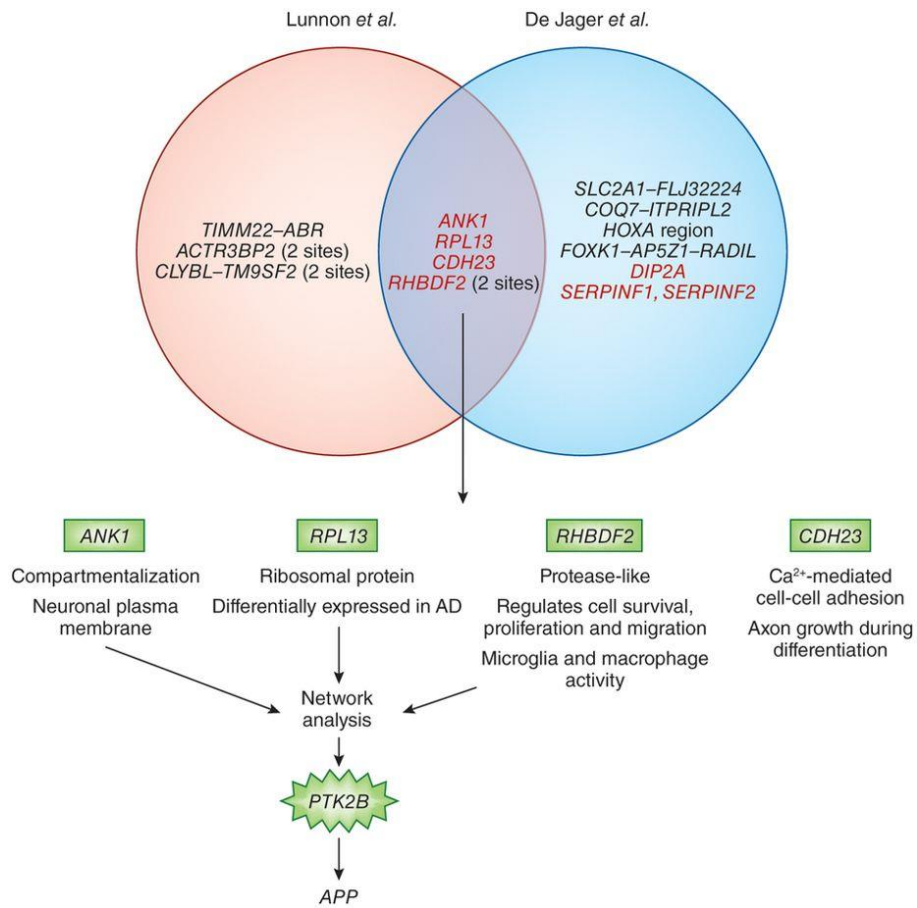 Lunnon et al.
De Jager et al.
TIMM22–ABR
ACTR3BP2 (2 sites)
CLYBL–TM9SF2 (2 sites)
ANK1
RPL13
CDH23
RHBDF2 (2 sites)
SLC2A1–FLJ32224
COQ7–ITPRIPL2
HOXA region
FOXK1–AP5Z1–RADIL
DIP2A
SERPINF1, SERPINF2
ANK1
Compartmentalization
Neuronal plasma
membrane
RPL13
Ribosomal protein
Differentially expressed in AD
RHBDF2
Protease-like
Regulates cell survival,
proliferation and migration
Microglia and macrophage
activity
CDH23
Ca²⁺-mediated
cell-cell adhesion
Axon growth during
differentiation
Network
analysis
PTK2B
APP